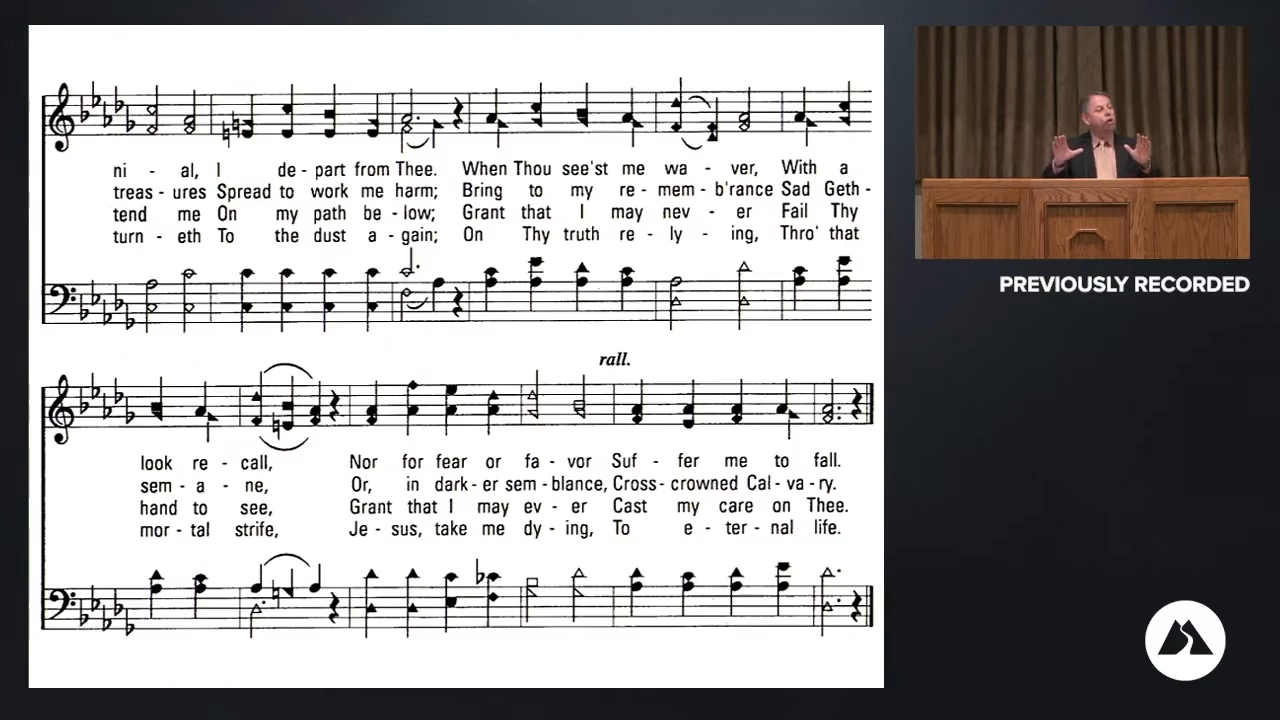 ni - al, I de - part from Thee. When Thou see'st me wa - ver, With a
treas - ures Spread to work me harm; Bring to my re - mem - b'rance Sad Geth -
tend me On my path be - low; Grant that I may nev - er Fail Thy
turn - eth To the dust a - gain; On Thy truth re - ly - ing, Thro' that
PREVIOUSLY RECORDED
rall.
look re - call, Nor for fear or fa - vor Suf - fer me to fall.
sem - a - ne, Or, in dark - er sem - blance, Cross - crowned Cal - va - ry.
hand to see, Grant that I may ev - er Cast my care on Thee.
mor - tal strife, Je - sus, take me dy - ing, To e - ter - nal life.